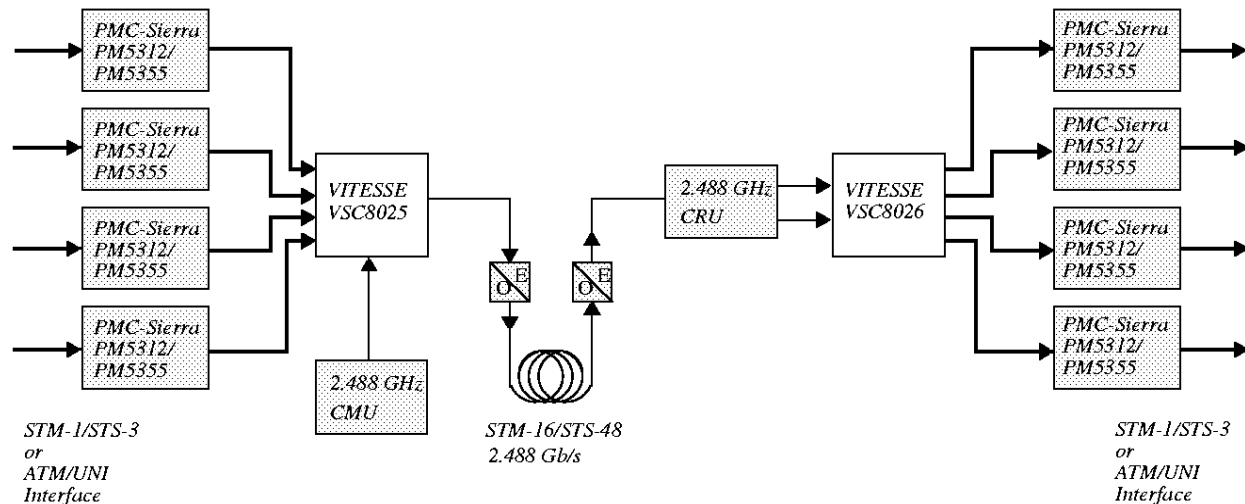 PMC-Sierra
PM5312/
PM5355
PMC-Sierra
PM5312/
PM5355
PMC-Sierra
PM5312/
PM5355
PMC-Sierra
PM5312/
PM5355
STM-1/STS-3
or
ATM/UNI
Interface
VITESSE
VSC8025
2.488 GHz
CMU
E
O
E
O
STM-16/STS-48
2.488 Gb/s
2.488 GHz
CRU
VITESSE
VSC8026
PMC-Sierra
PM5312/
PM5355
PMC-Sierra
PM5312/
PM5355
PMC-Sierra
PM5312/
PM5355
PMC-Sierra
PM5312/
PM5355
STM-1/STS-3
or
ATM/UNI
Interface